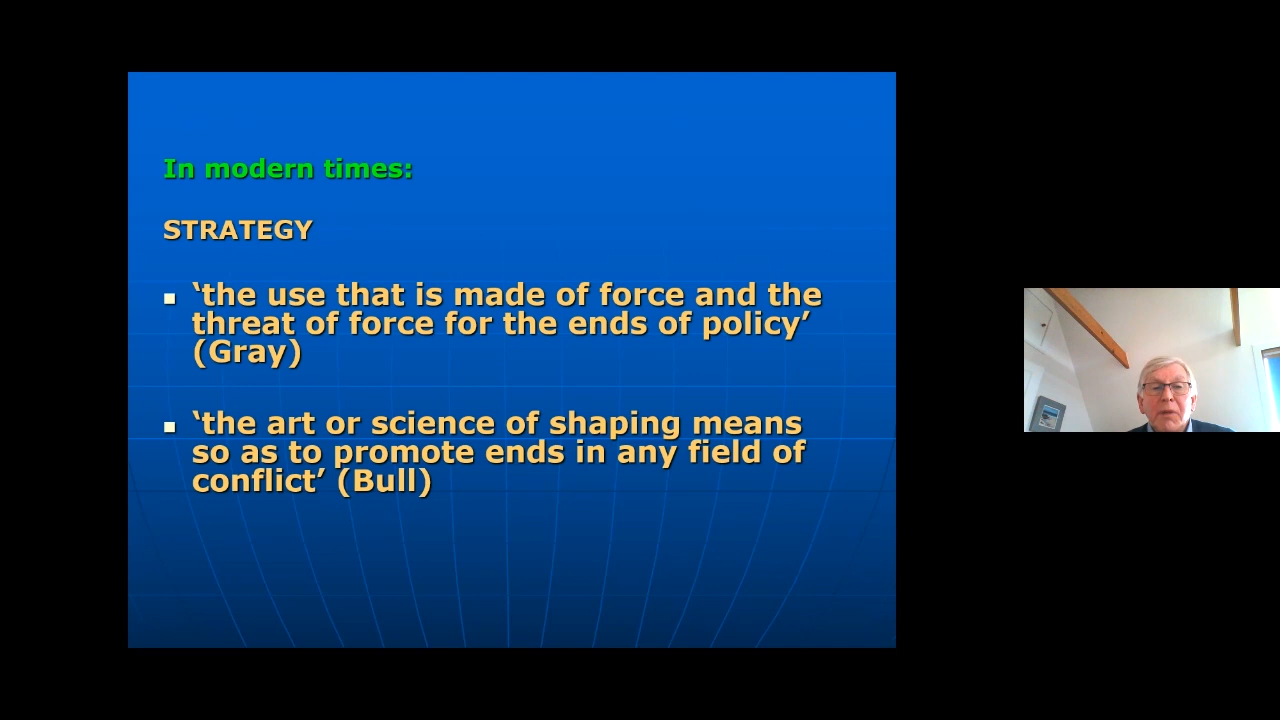 In modern times:
STRATEGY
‘the use that is made of force and the
threat of force for the ends of policy’
(Gray)
‘the art or science of shaping means
so as to promote ends in any field of
conflict’ (Bull)